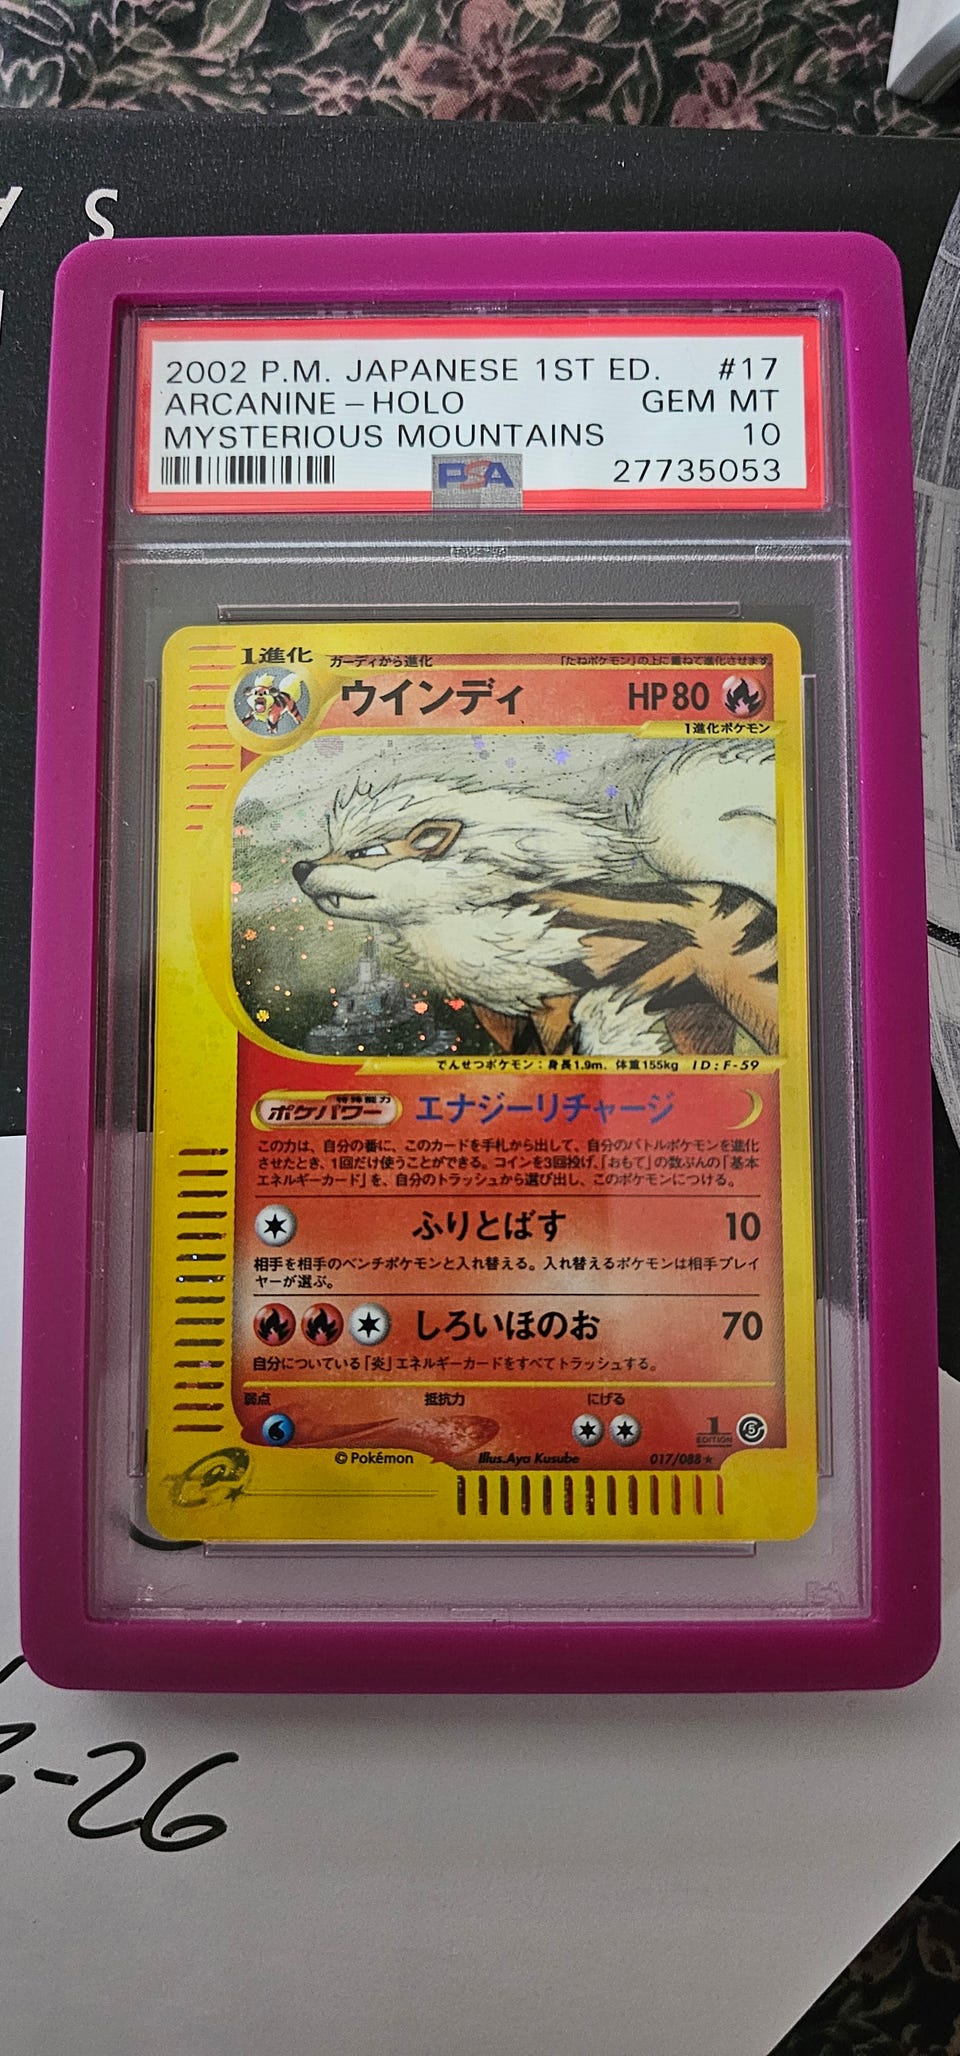 S
2002 P.M. JAPANESE 1ST ED. #17
ARCANINE - HOLO GEM MT
MYSTERIOUS MOUNTAINS 10
PSA 27735053
1進化 ガーディから進化 「たねポケモン」の上に重ねて進化させます。
ウインディ HP80
1進化ポケモン
でんせつポケモン:身長1.9m、体重155kg ID:F-59
特殊能力
ポケパワー エナジーリチャージ
この力は、自分の番に、このカードを手札から出して、自分のバトルポケモンを進化
させたとき、1回だけ使うことができる。コインを3回投げ、「おもて」の数ぶんの「基本
エネルギーカード」を、自分のトラッシュから選び出し、このポケモンにつける。
ふりとばす 10
相手を相手のベンチポケモンと入れ替える。入れ替えるポケモンは相手プレイ
ヤーが選ぶ。
しろいほのお 70
自分についている「炎」エネルギーカードをすべてトラッシュする。
弱点 抵抗力 にげる
1 EDITION 5
©Pokémon Illus.Aya Kusube 017/088 ★
e
-26